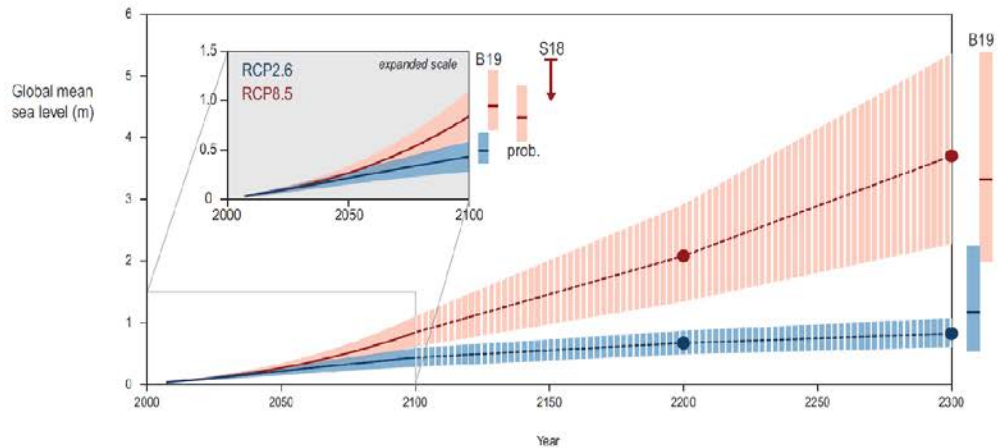 6
5
4
3
2
1
0
Global mean
sea level (m)
1.5
1.0
0.5
0
RCP2.6
RCP8.5
expanded scale
2000
2050
2100
B19
prob.
S18
B19
2000
2050
2100
2150
2200
2250
2300
Year